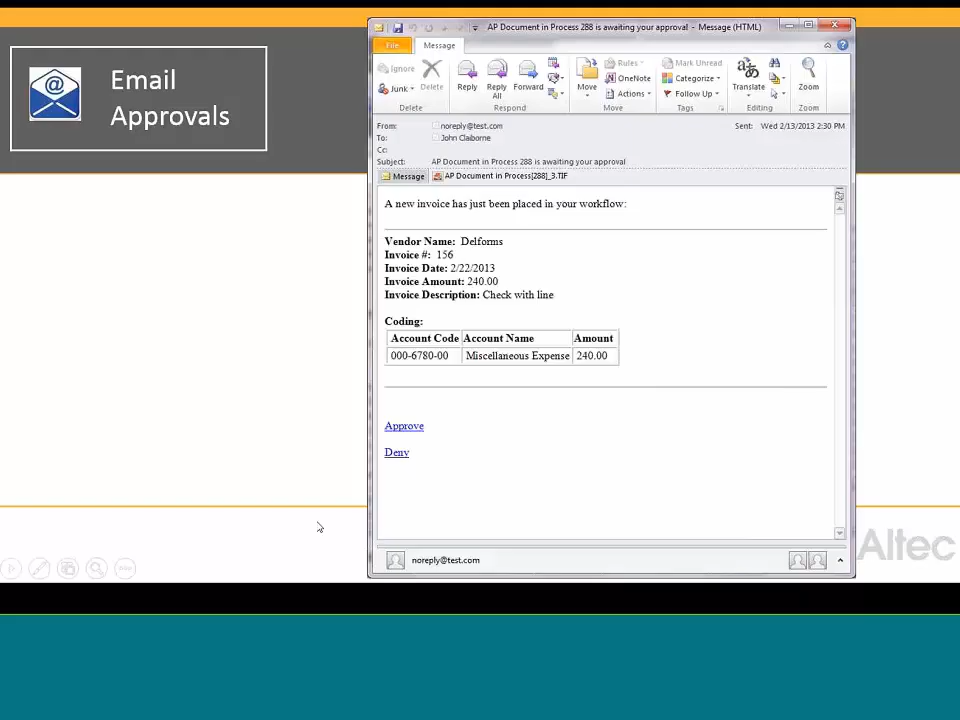 Email
Approvals
AP Document in Process 288 is awaiting your approval - Message (HTML)
File
Message
Ignore
Junk
Delete
Delete
Reply
Reply
All
Forward
Respond
Move
Rules
OneNote
Actions
Move
Mark Unread
Categorize
Follow Up
Tags
Translate
Editing
Zoom
Zoom
From: noreply@test.com
Sent: Wed 2/13/2013 2:30 PM
To: John Claiborne
Cc:
Subject: AP Document in Process 288 is awaiting your approval
Message AP Document in Process[288]_3.TIF
A new invoice has just been placed in your workflow:
Vendor Name: Delforms
Invoice #: 156
Invoice Date: 2/22/2013
Invoice Amount: 240.00
Invoice Description: Check with line
Coding:
Account Code Account Name Amount
000-6780-00 Miscellaneous Expense 240.00
Approve
Deny
noreply@test.com
Altec